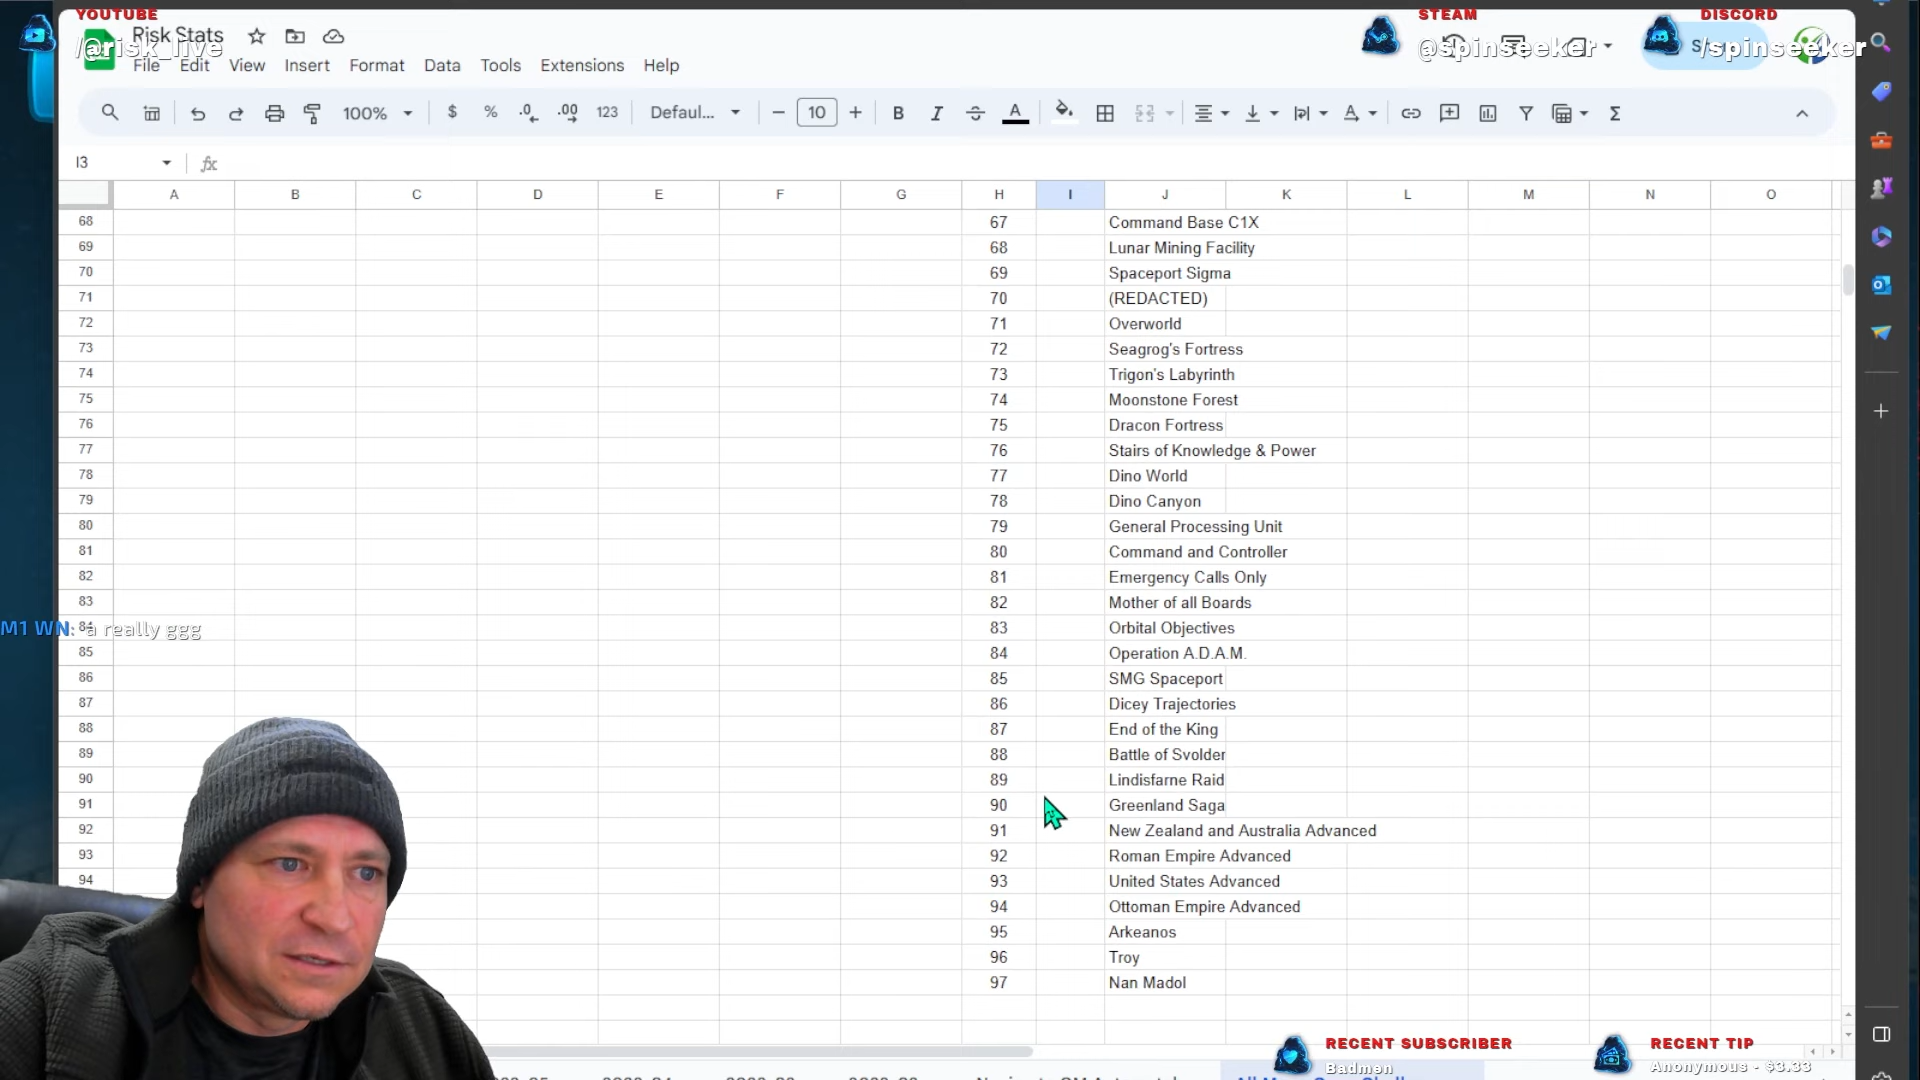 YOUTUBE
/@risk_live
STEAM
@spinseeker
DISCORD
/spinseeker
Risk Stats
File Edit View Insert Format Data Tools Extensions Help
100% $ % .0 .00 123 Defaul... 10 B I A Σ
I3 fx
A B C D E F G H I J K L M N O
68 67 Command Base C1X
69 68 Lunar Mining Facility
70 69 Spaceport Sigma
71 70 (REDACTED)
72 71 Overworld
73 72 Seagrog's Fortress
74 73 Trigon's Labyrinth
75 74 Moonstone Forest
76 75 Dracon Fortress
77 76 Stairs of Knowledge & Power
78 77 Dino World
79 78 Dino Canyon
80 79 General Processing Unit
81 80 Command and Controller
82 81 Emergency Calls Only
83 82 Mother of all Boards
84 83 Orbital Objectives
M1 WN: a really ggg
85 84 Operation A.D.A.M.
86 85 SMG Spaceport
87 86 Dicey Trajectories
88 87 End of the King
89 88 Battle of Svolder
90 89 Lindisfarne Raid
91 90 Greenland Saga
92 91 New Zealand and Australia Advanced
93 92 Roman Empire Advanced
94 93 United States Advanced
94 Ottoman Empire Advanced
95 Arkeanos
96 Troy
97 Nan Madol
RECENT SUBSCRIBER
Badmon
RECENT TIP
Anonymous - $3.33